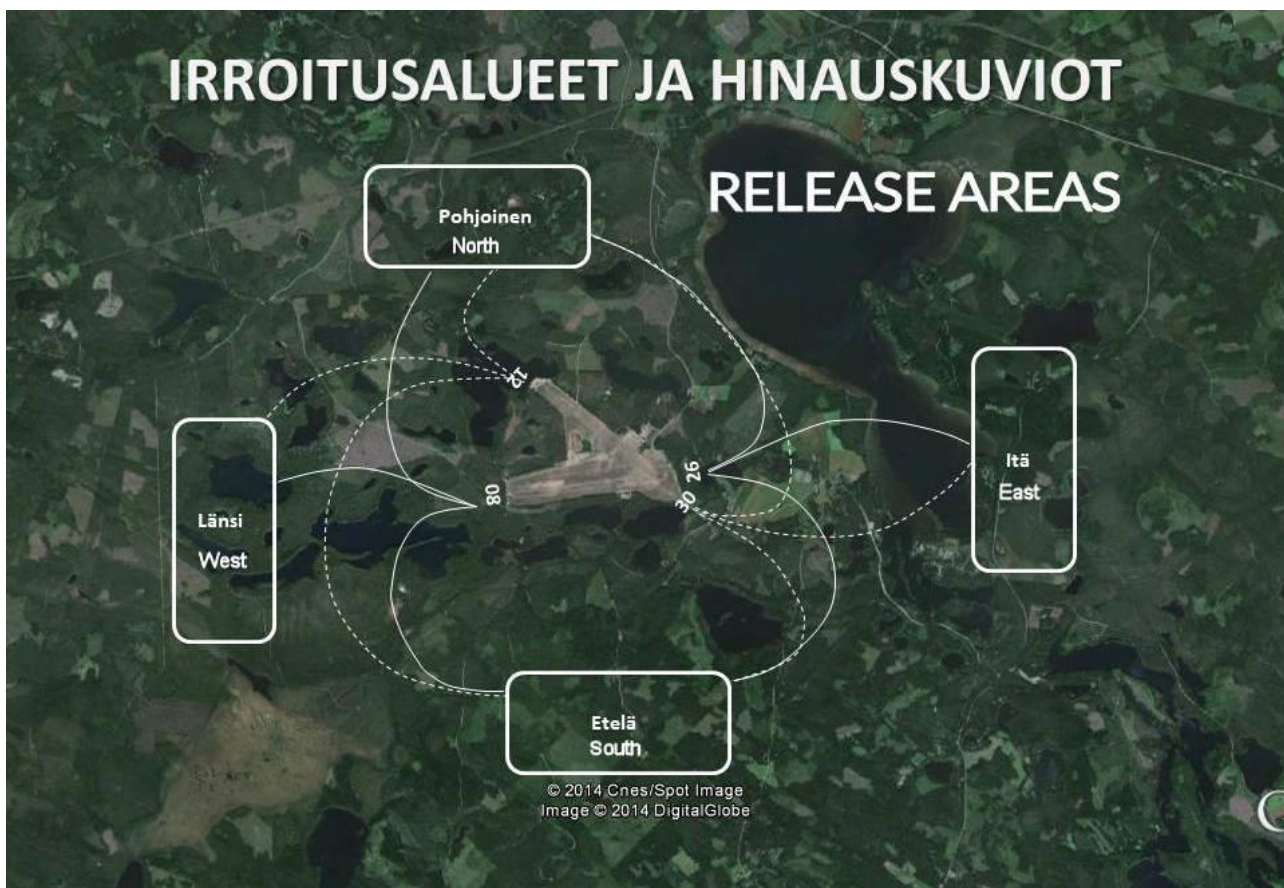 IRROITUSALUEET JA HINAUSKUVIOT
RELEASE AREAS
Pohjoinen
North
12
26
30
08
Itä
East
Länsi
West
Etelä
South
© 2014 Cnes/Spot Image
Image © 2014 DigitalGlobe